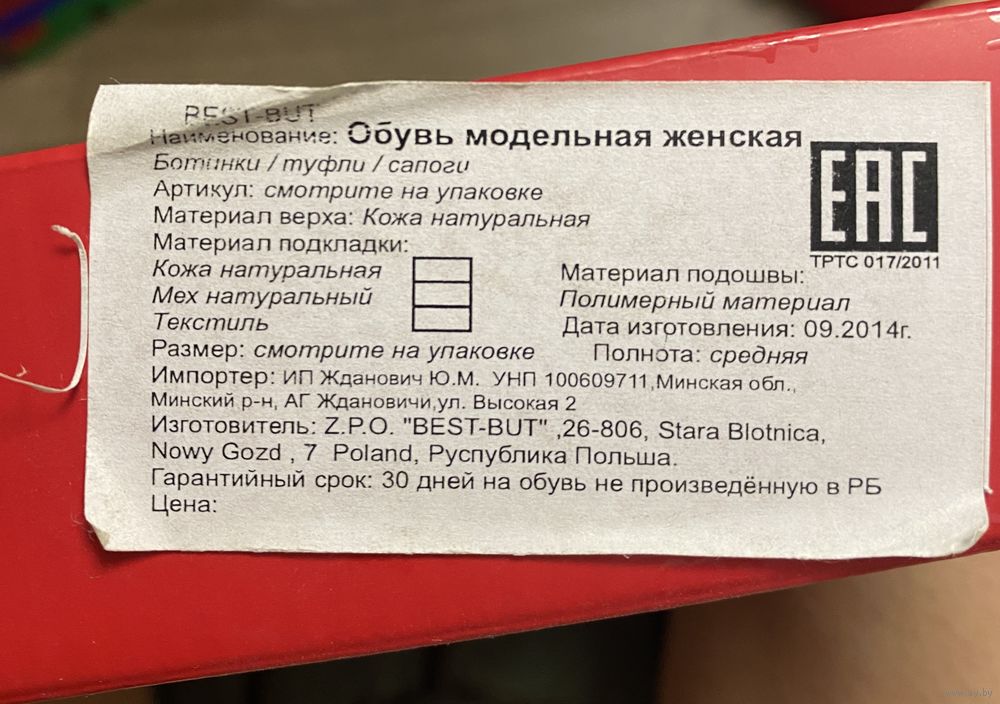 BEST-BUT
Наименование: Обувь модельная женская
Ботинки / туфли / сапоги
Артикул: смотрите на упаковке
Материал верха: Кожа натуральная
Материал подкладки:
Кожа натуральная
Мех натуральный
Текстиль
EAC
ТРТС 017/2011
Материал подошвы:
Полимерный материал
Дата изготовления: 09.2014г.
Размер: смотрите на упаковке Полнота: средняя
Импортер: ИП Жданович Ю.М. УНП 100609711,Минская обл.,
Минский р-н, АГ Ждановичи,ул. Высокая 2
Изготовитель: Z.P.O. "BEST-BUT" ,26-806, Stara Blotnica,
Nowy Gozd , 7 Poland, Руспублика Польша.
Гарантийный срок: 30 дней на обувь не произведённую в РБ
Цена:
www.ay.by